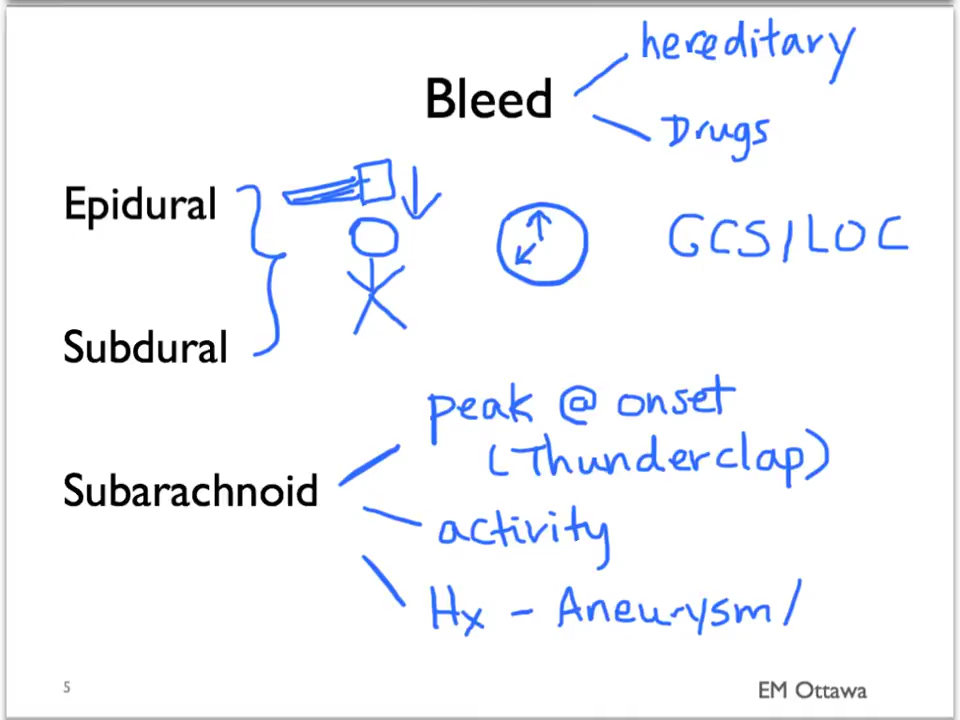 hereditary
Bleed
Drugs
Epidural
GCS/LOC
Subdural
peak @ onset
(Thunderclap)
Subarachnoid
activity
Hx - Aneurysm/
5
EM Ottawa